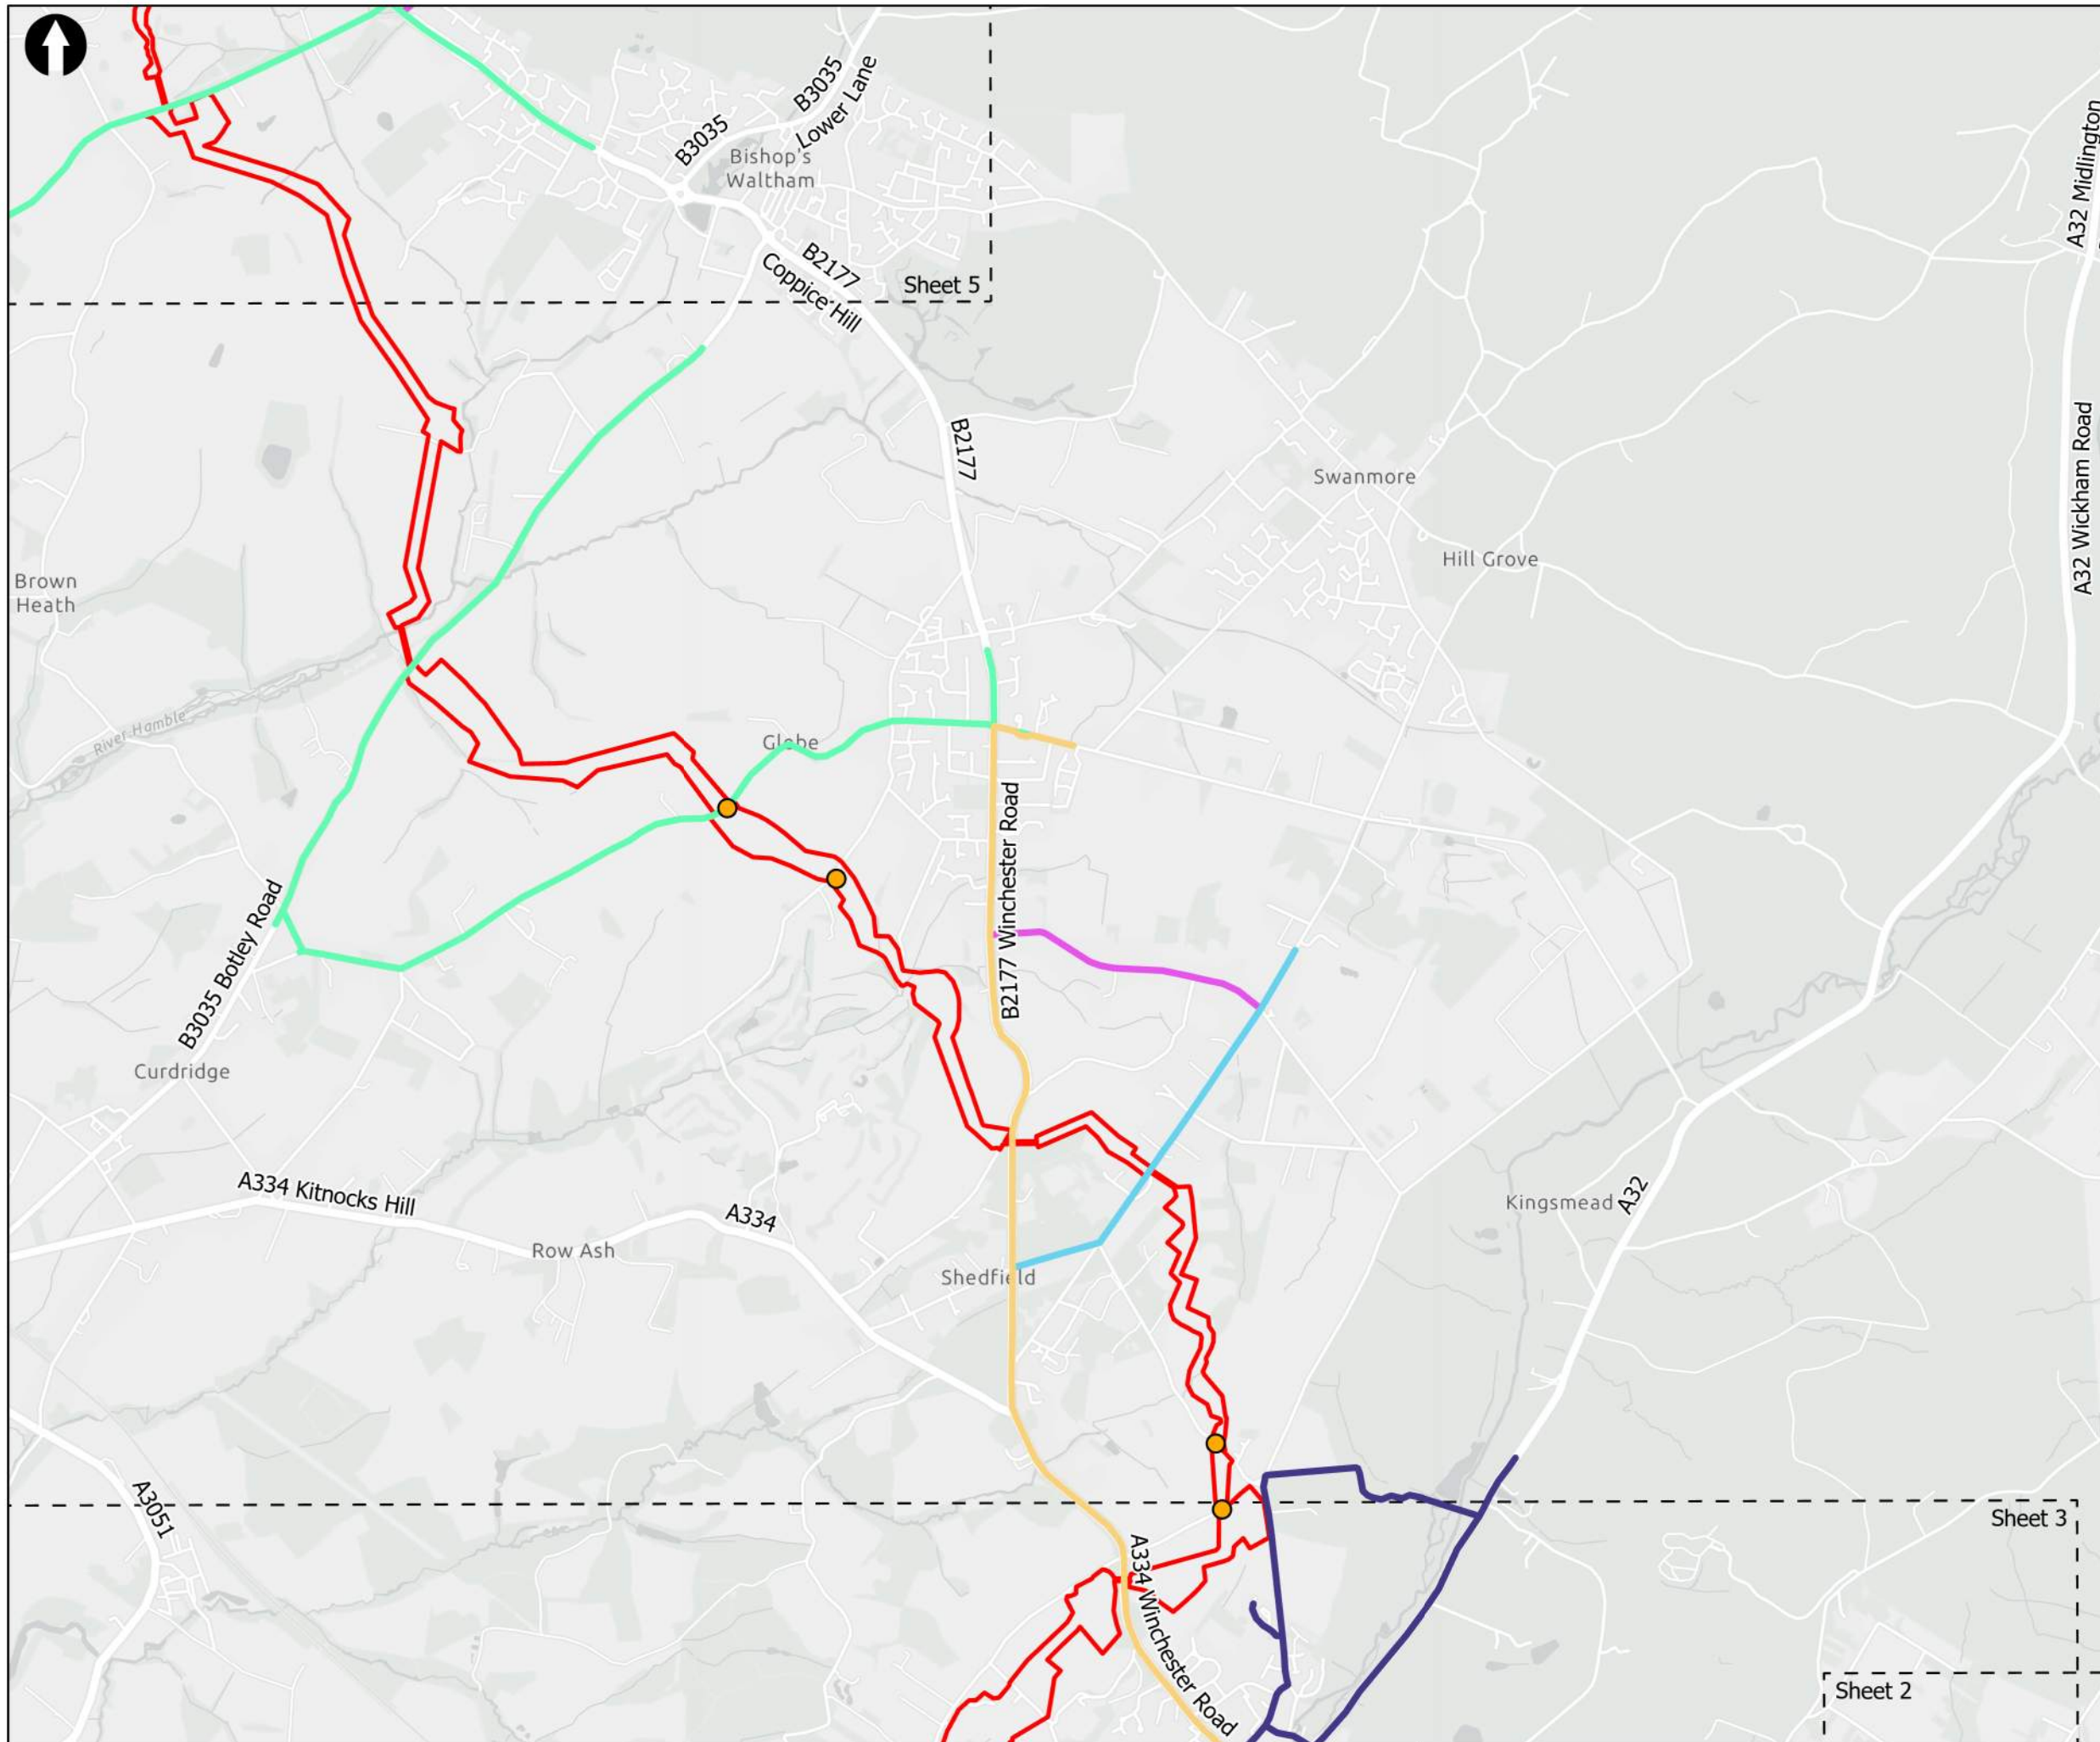 B3035
Lower Lane
B3035
Bishop's
Waltham
A32 Midlington
B2177
Coppice Hill
Sheet 5
B2177
A32 Wickham Road
Swanmore
Hill Grove
Brown
Heath
River Hamble
Globe
B2177 Winchester Road
B3035 Botley Road
Curdridge
A334 Kitnocks Hill
A334
Row Ash
Kingsmead
A32
Shedfield
A3051
Sheet 3
A334 Winchester Road
Sheet 2